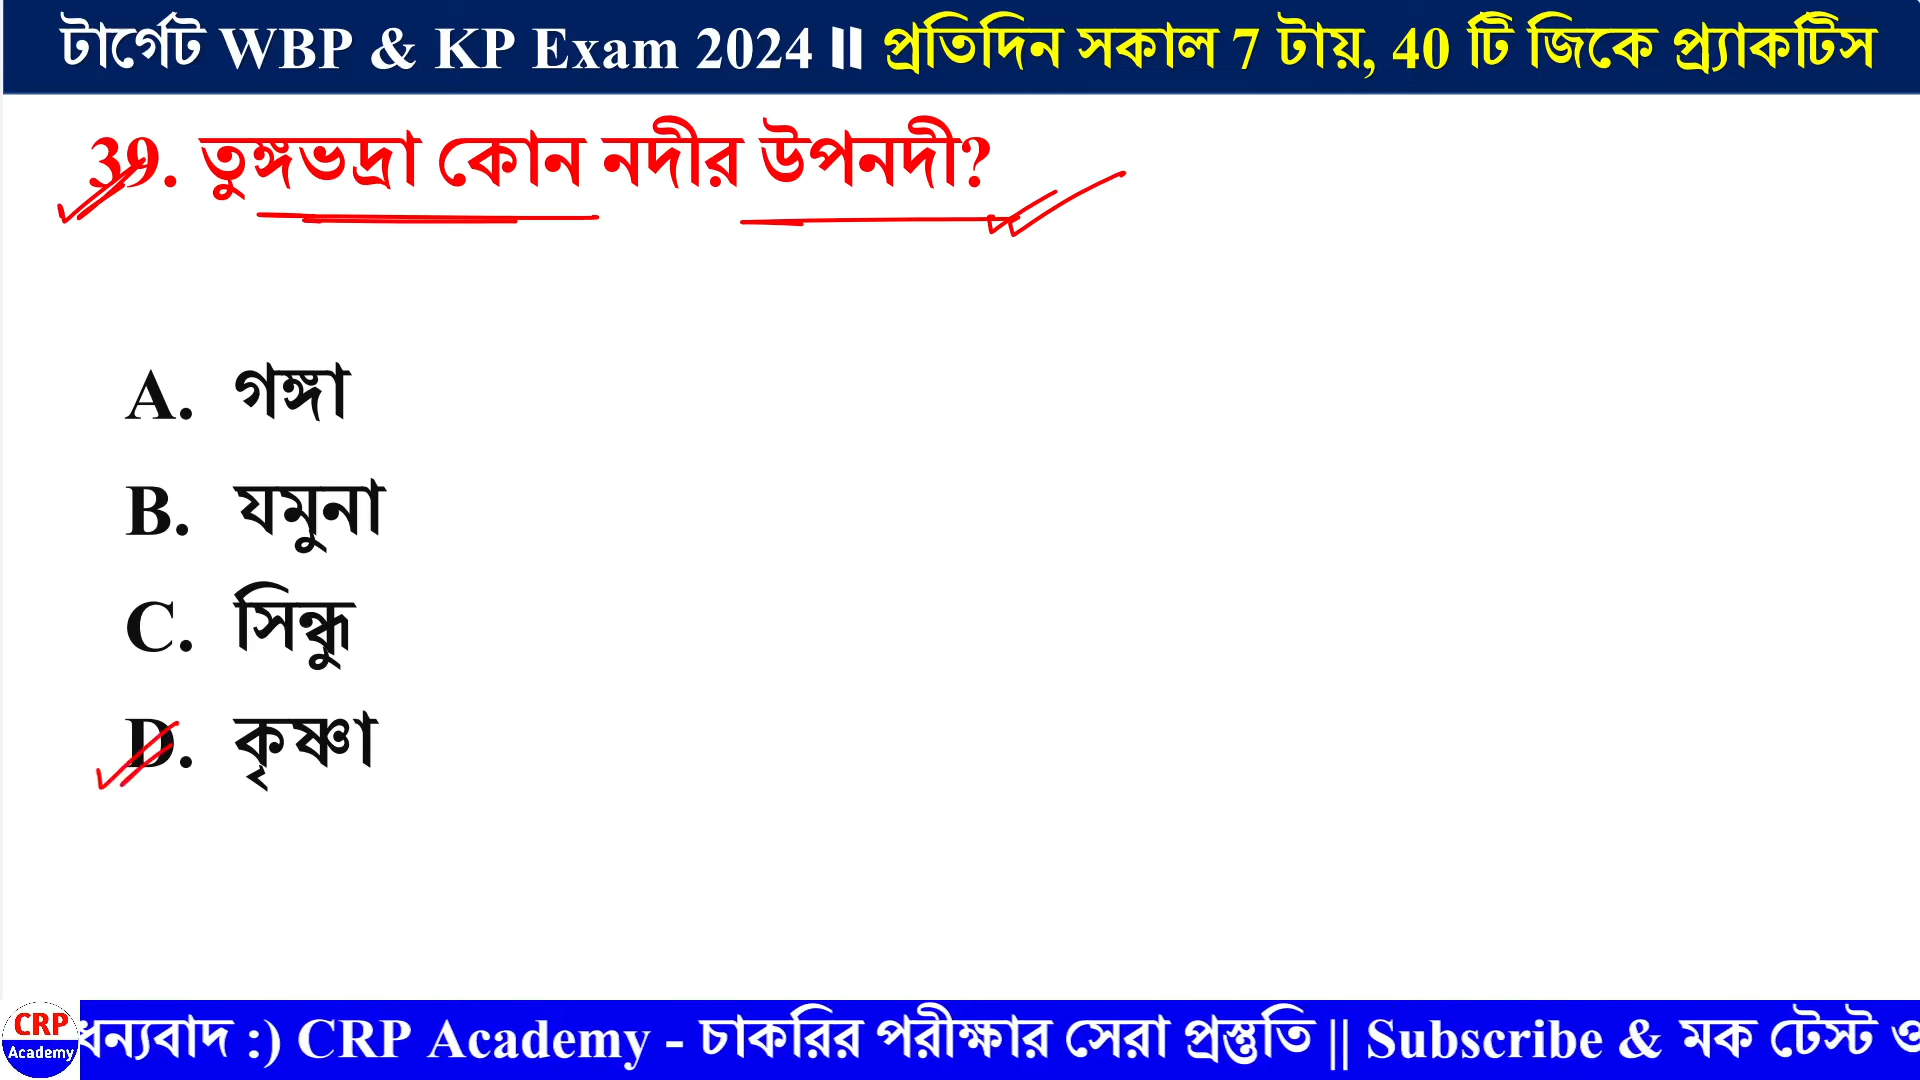 টার্গেট WBP & KP Exam 2024 ॥ প্রতিদিন সকাল 7 টায়, 40 টি জিকে প্র্যাকটিস
39. তুঙ্গভদ্রা কোন নদীর উপনদী?
A. গঙ্গা
B. যমুনা
C. সিন্ধু
D. কৃষ্ণা
CRP
Academy
ধন্যবাদ :) CRP Academy - চাকরির পরীক্ষার সেরা প্রস্তুতি || Subscribe & মক টেস্ট ও